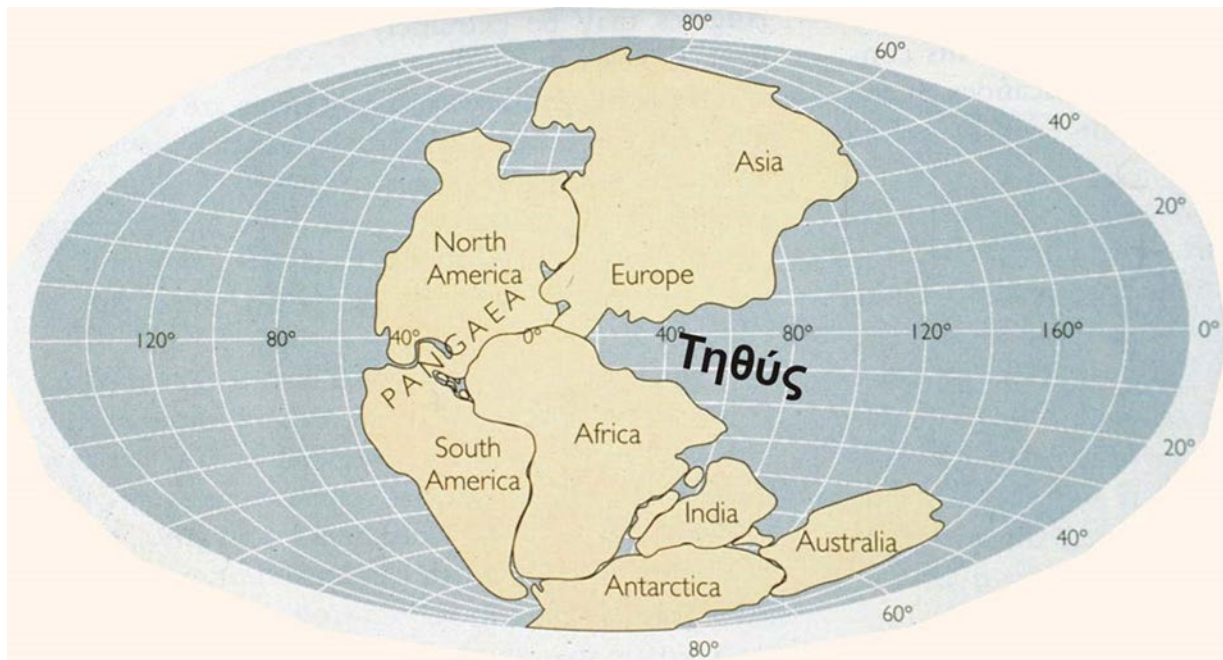 80°
60°
40°
Asia
20°
North
America
Europe
PANGAEA
120°
80°
40°
0°
40°
80°
120°
160°
0°
Τηθύς
Africa
South
America
20°
India
Australia
40°
Antarctica
60°
80°